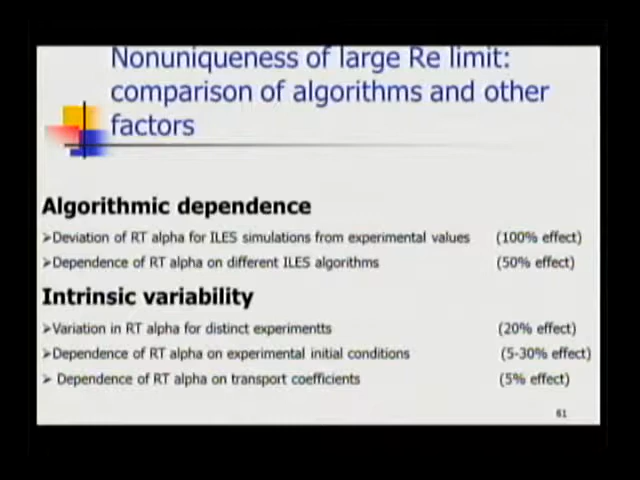 Nonuniqueness of large Re limit:
comparison of algorithms and other
factors
Algorithmic dependence
➢Deviation of RT alpha for ILES simulations from experimental values (100% effect)
➢Dependence of RT alpha on different ILES algorithms (50% effect)
Intrinsic variability
➢Variation in RT alpha for distinct experimentts (20% effect)
➢Dependence of RT alpha on experimental initial conditions (5-30% effect)
➢ Dependence of RT alpha on transport coefficients (5% effect)
61